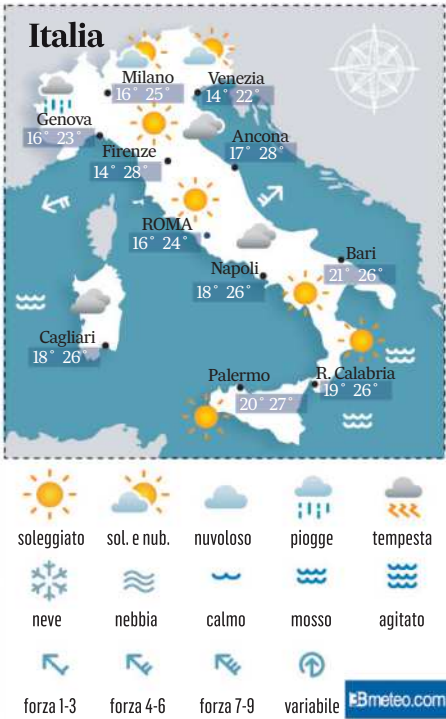 Italia
Milano
16° 25°
Venezia
14° 22°
Genova
16° 23°
Firenze
14° 28°
Ancona
17° 28°
ROMA
16° 24°
Napoli
18° 26°
Bari
21° 26°
Cagliari
18° 26°
Palermo
20° 27°
R. Calabria
19° 26°
soleggiato sol. e nub. nuvoloso piogge tempesta
neve nebbia calmo mosso agitato
forza 1-3 forza 4-6 forza 7-9 variabile
3Bmeteo.com